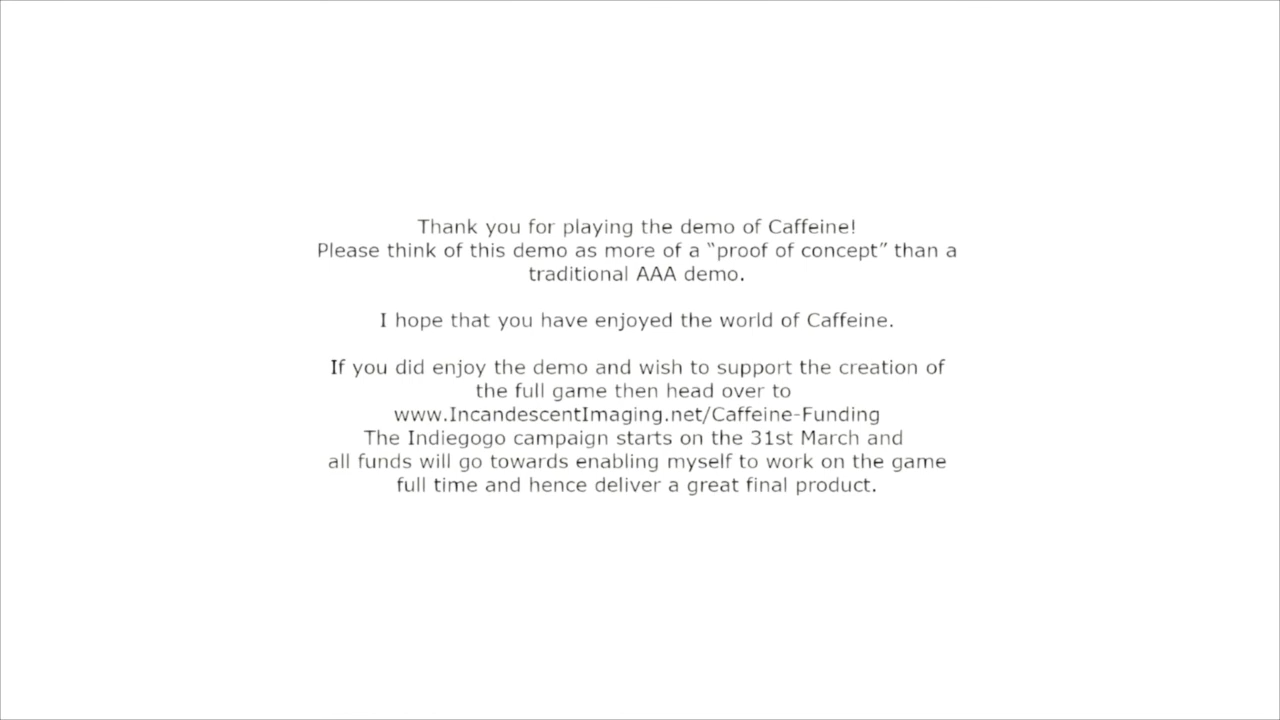 Thank you for playing the demo of Caffeine!
Please think of this demo as more of a “proof of concept” than a
traditional AAA demo.
I hope that you have enjoyed the world of Caffeine.
If you did enjoy the demo and wish to support the creation of
the full game then head over to
www.IncandescentImaging.net/Caffeine-Funding
The Indiegogo campaign starts on the 31st March and
all funds will go towards enabling myself to work on the game
full time and hence deliver a great final product.